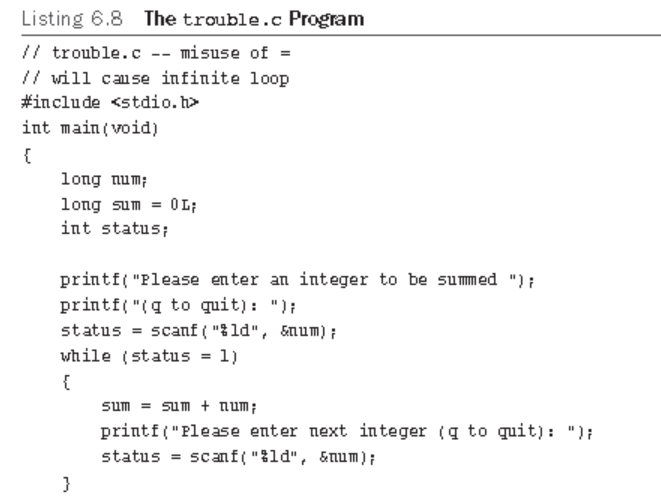 Listing 6.8 The trouble.c Program
// trouble.c -- misuse of =
// will cause infinite loop
#include <stdio.h>
int main(void)
{
    long num;
    long sum = 0L;
    int status;

    printf("Please enter an integer to be summed ");
    printf("(q to quit): ");
    status = scanf("%ld", &num);
    while (status = 1)
    {
        sum = sum + num;
        printf("Please enter next integer (q to quit): ");
        status = scanf("%ld", &num);
    }